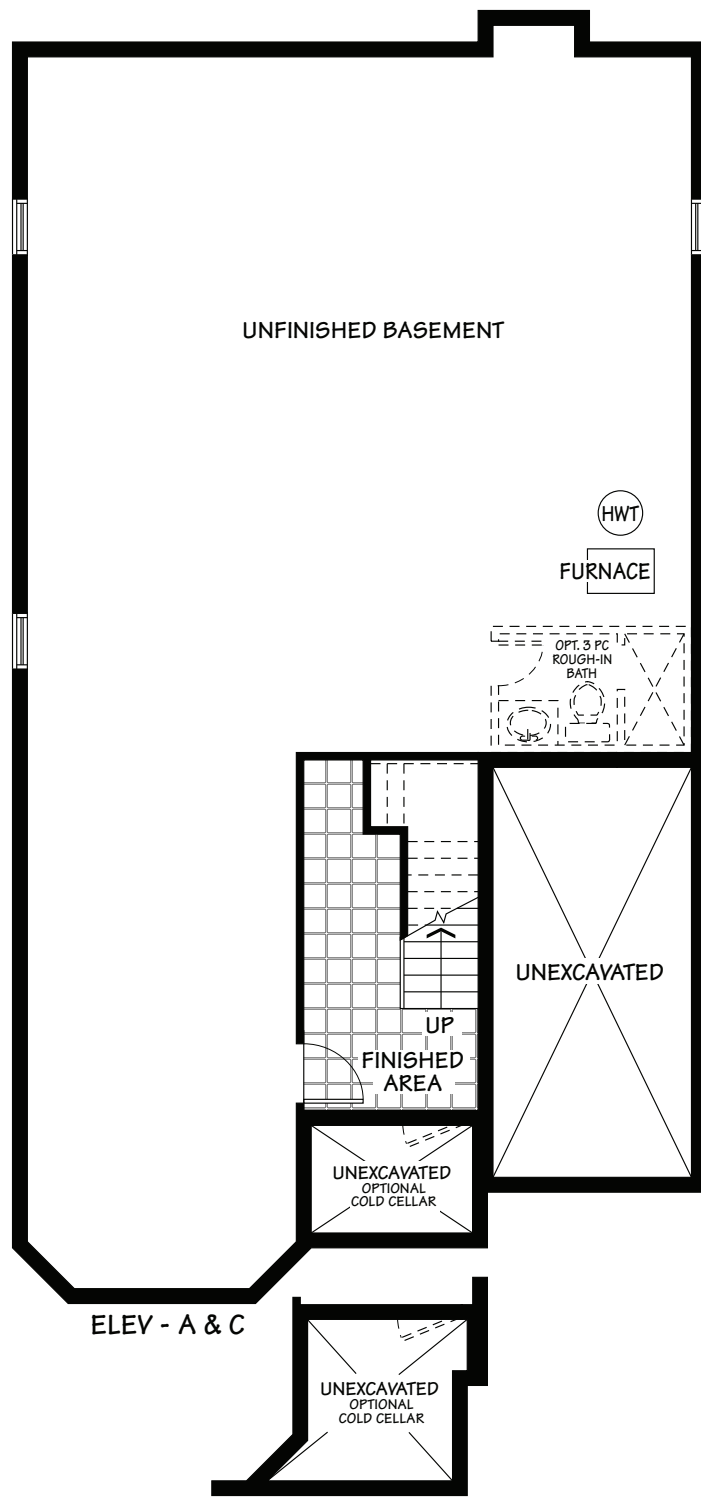 UNFINISHED BASEMENT
HWT
FURNACE
OPT. 3 PC
ROUGH-IN
BATH
UNEXCAVATED
UP
FINISHED
AREA
UNEXCAVATED
OPTIONAL
COLD CELLAR
ELEV - A & C
UNEXCAVATED
OPTIONAL
COLD CELLAR